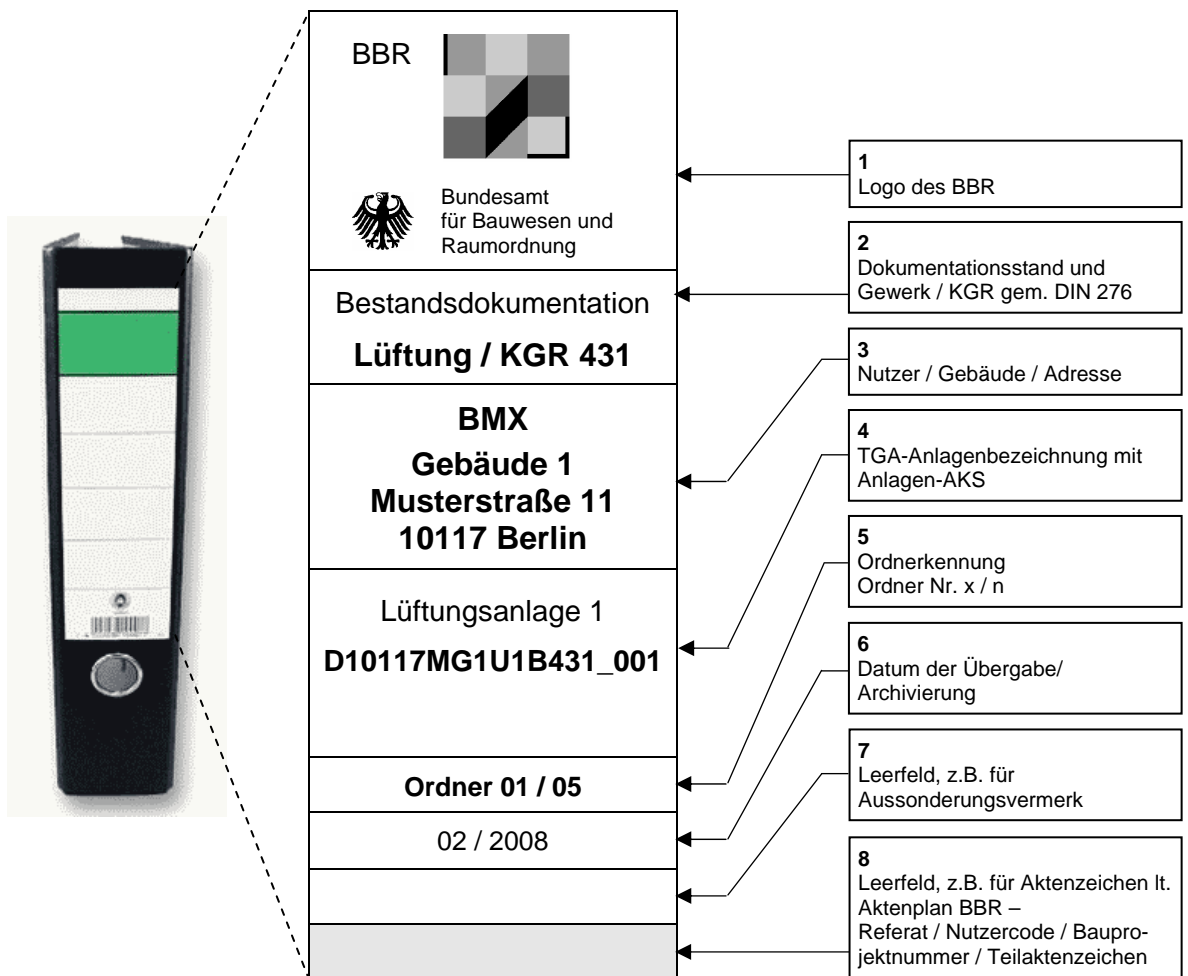 BBR
Bundesamt
für Bauwesen und
Raumordnung
Bestandsdokumentation
Lüftung / KGR 431
BMX
Gebäude 1
Musterstraße 11
10117 Berlin
Lüftungsanlage 1
D10117MG1U1B431_001
Ordner 01 / 05
02 / 2008
1
Logo des BBR
2
Dokumentationsstand und
Gewerk / KGR gem. DIN 276
3
Nutzer / Gebäude / Adresse
4
TGA-Anlagenbezeichnung mit
Anlagen-AKS
5
Ordnerkennung
Ordner Nr. x / n
6
Datum der Übergabe/
Archivierung
7
Leerfeld, z.B. für
Aussonderungsvermerk
8
Leerfeld, z.B. für Aktenzeichen lt.
Aktenplan BBR –
Referat / Nutzercode / Baupro-
jektnummer / Teilaktenzeichen